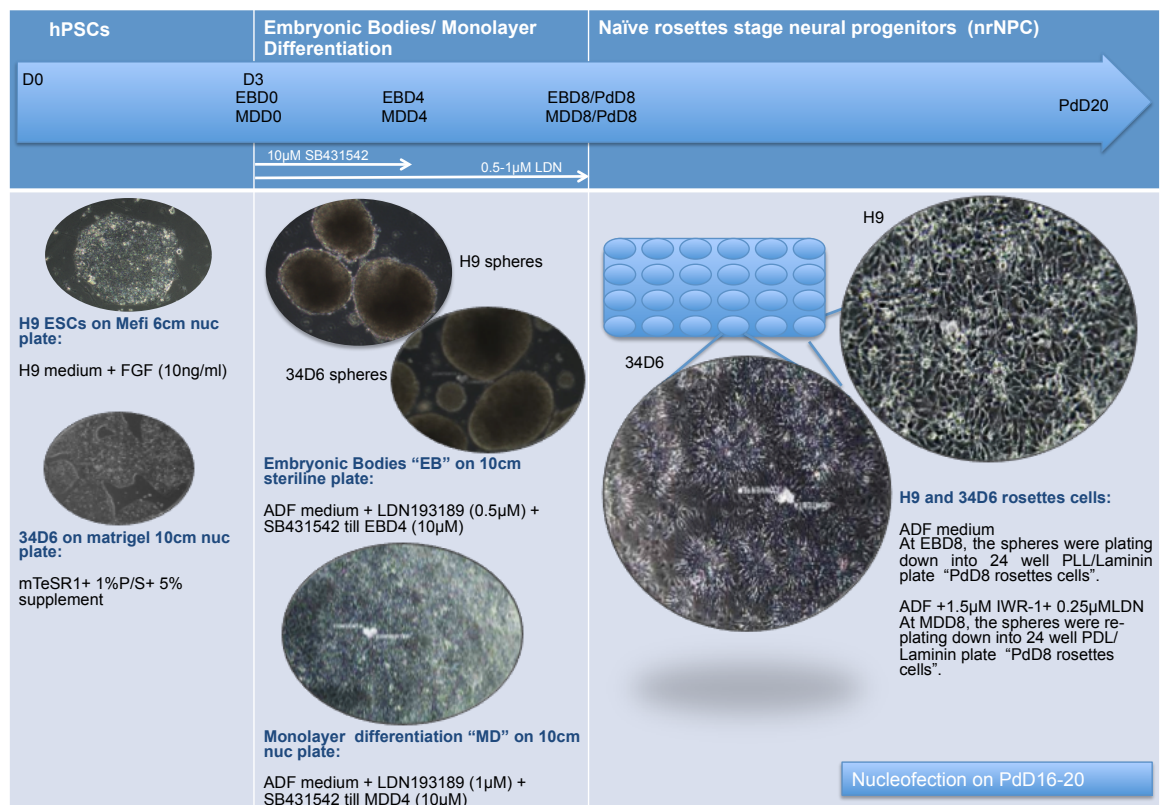 hPSCs
Embryonic Bodies/ Monolayer
Differentiation
Naïve rosettes stage neural progenitors  (nrNPC)
D0
D3
EBD0
MDD0
EBD4
MDD4
EBD8/PdD8
MDD8/PdD8
PdD20
10µM SB431542
0.5-1µM LDN
H9 ESCs on Mefi 6cm nuc
plate:
H9 medium + FGF (10ng/ml)
34D6 on matrigel 10cm nuc
plate:
mTeSR1+ 1%P/S+ 5%
supplement
H9 spheres
34D6 spheres
Embryonic Bodies “EB” on 10cm
steriline plate:
ADF medium + LDN193189 (0.5µM) +
SB431542 till EBD4 (10µM)
Monolayer  differentiation “MD” on 10cm
nuc plate:
ADF medium + LDN193189 (1µM) +
SB431542 till MDD4 (10µM)
H9
34D6
H9 and 34D6 rosettes cells:
ADF medium
At EBD8, the spheres were plating
down into 24 well PLL/Laminin
plate “PdD8 rosettes cells”.
ADF +1.5µM IWR-1+ 0.25µMLDN
At MDD8, the spheres were re-
plating down into 24 well PDL/
Laminin plate “PdD8 rosettes
cells”.
Nucleofection on PdD16-20